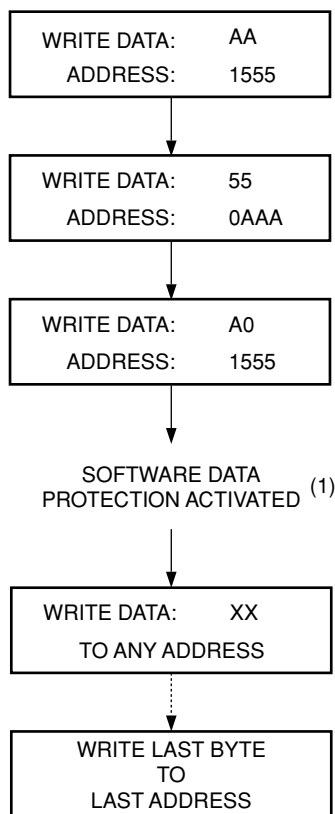 WRITE DATA: AA
ADDRESS: 1555
WRITE DATA: 55
ADDRESS: 0AAA
WRITE DATA: A0
ADDRESS: 1555
SOFTWARE DATA
PROTECTION ACTIVATED (1)
WRITE DATA: XX
TO ANY ADDRESS
WRITE LAST BYTE
TO
LAST ADDRESS